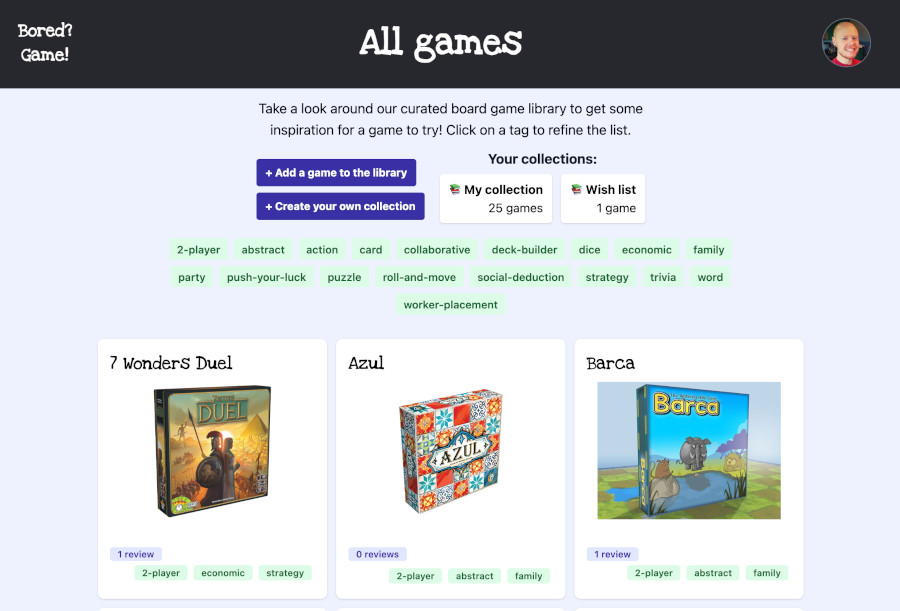 Bored?
Game!
All games
Take a look around our curated board game library to get some
inspiration for a game to try! Click on a tag to refine the list.
+ Add a game to the library
+ Create your own collection
Your collections:
My collection
25 games
Wish list
1 game
2-player abstract action card collaborative deck-builder dice economic family
party push-your-luck puzzle roll-and-move social-deduction strategy trivia word
worker-placement
7 Wonders Duel
DUEL
1 review
2-player economic strategy
Azul
AZUL
0 reviews
2-player abstract family
Barca
Barca
1 review
2-player abstract family